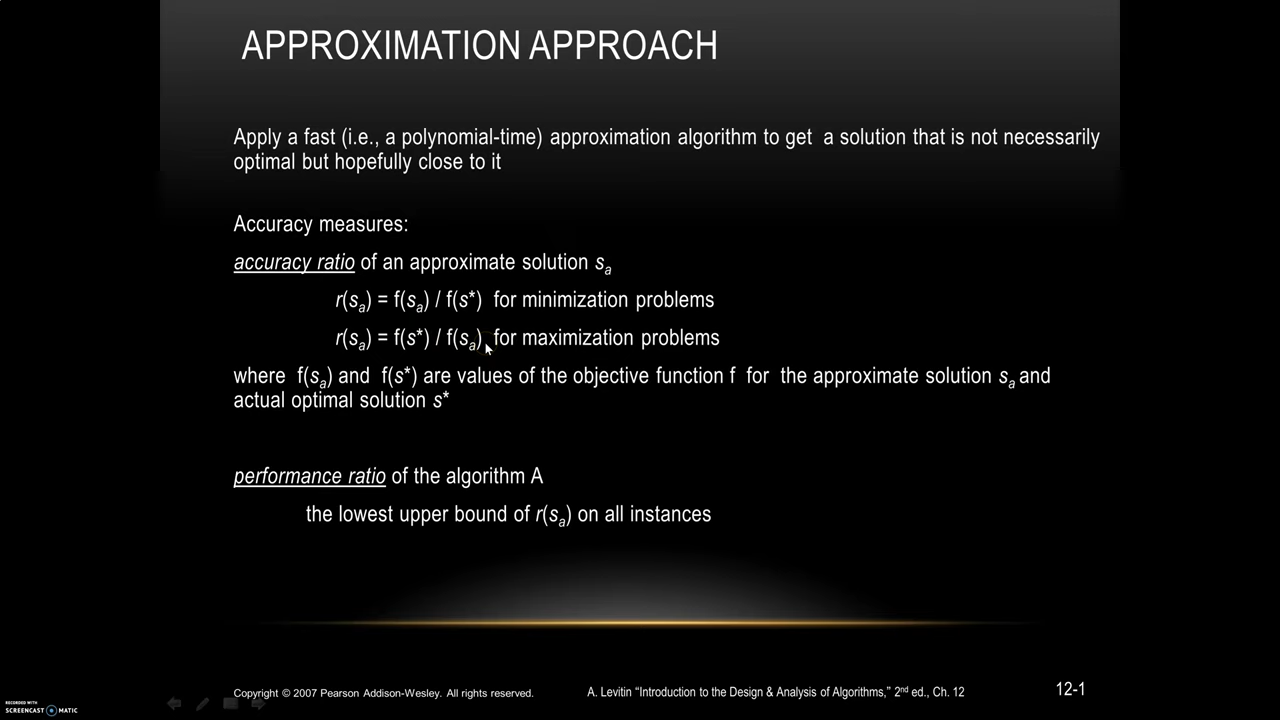 APPROXIMATION APPROACH
Apply a fast (i.e., a polynomial-time) approximation algorithm to get a solution that is not necessarily
optimal but hopefully close to it
Accuracy measures:
accuracy ratio of an approximate solution sa
r(sa) = f(sa) / f(s*) for minimization problems
r(sa) = f(s*) / f(sa) for maximization problems
where f(sa) and f(s*) are values of the objective function f for the approximate solution sa and
actual optimal solution s*
performance ratio of the algorithm A
the lowest upper bound of r(sa) on all instances
Copyright © 2007 Pearson Addison-Wesley. All rights reserved.
A. Levitin “Introduction to the Design & Analysis of Algorithms,” 2nd ed., Ch. 12
12-1
RECORDED WITH
SCREENCAST MATIC